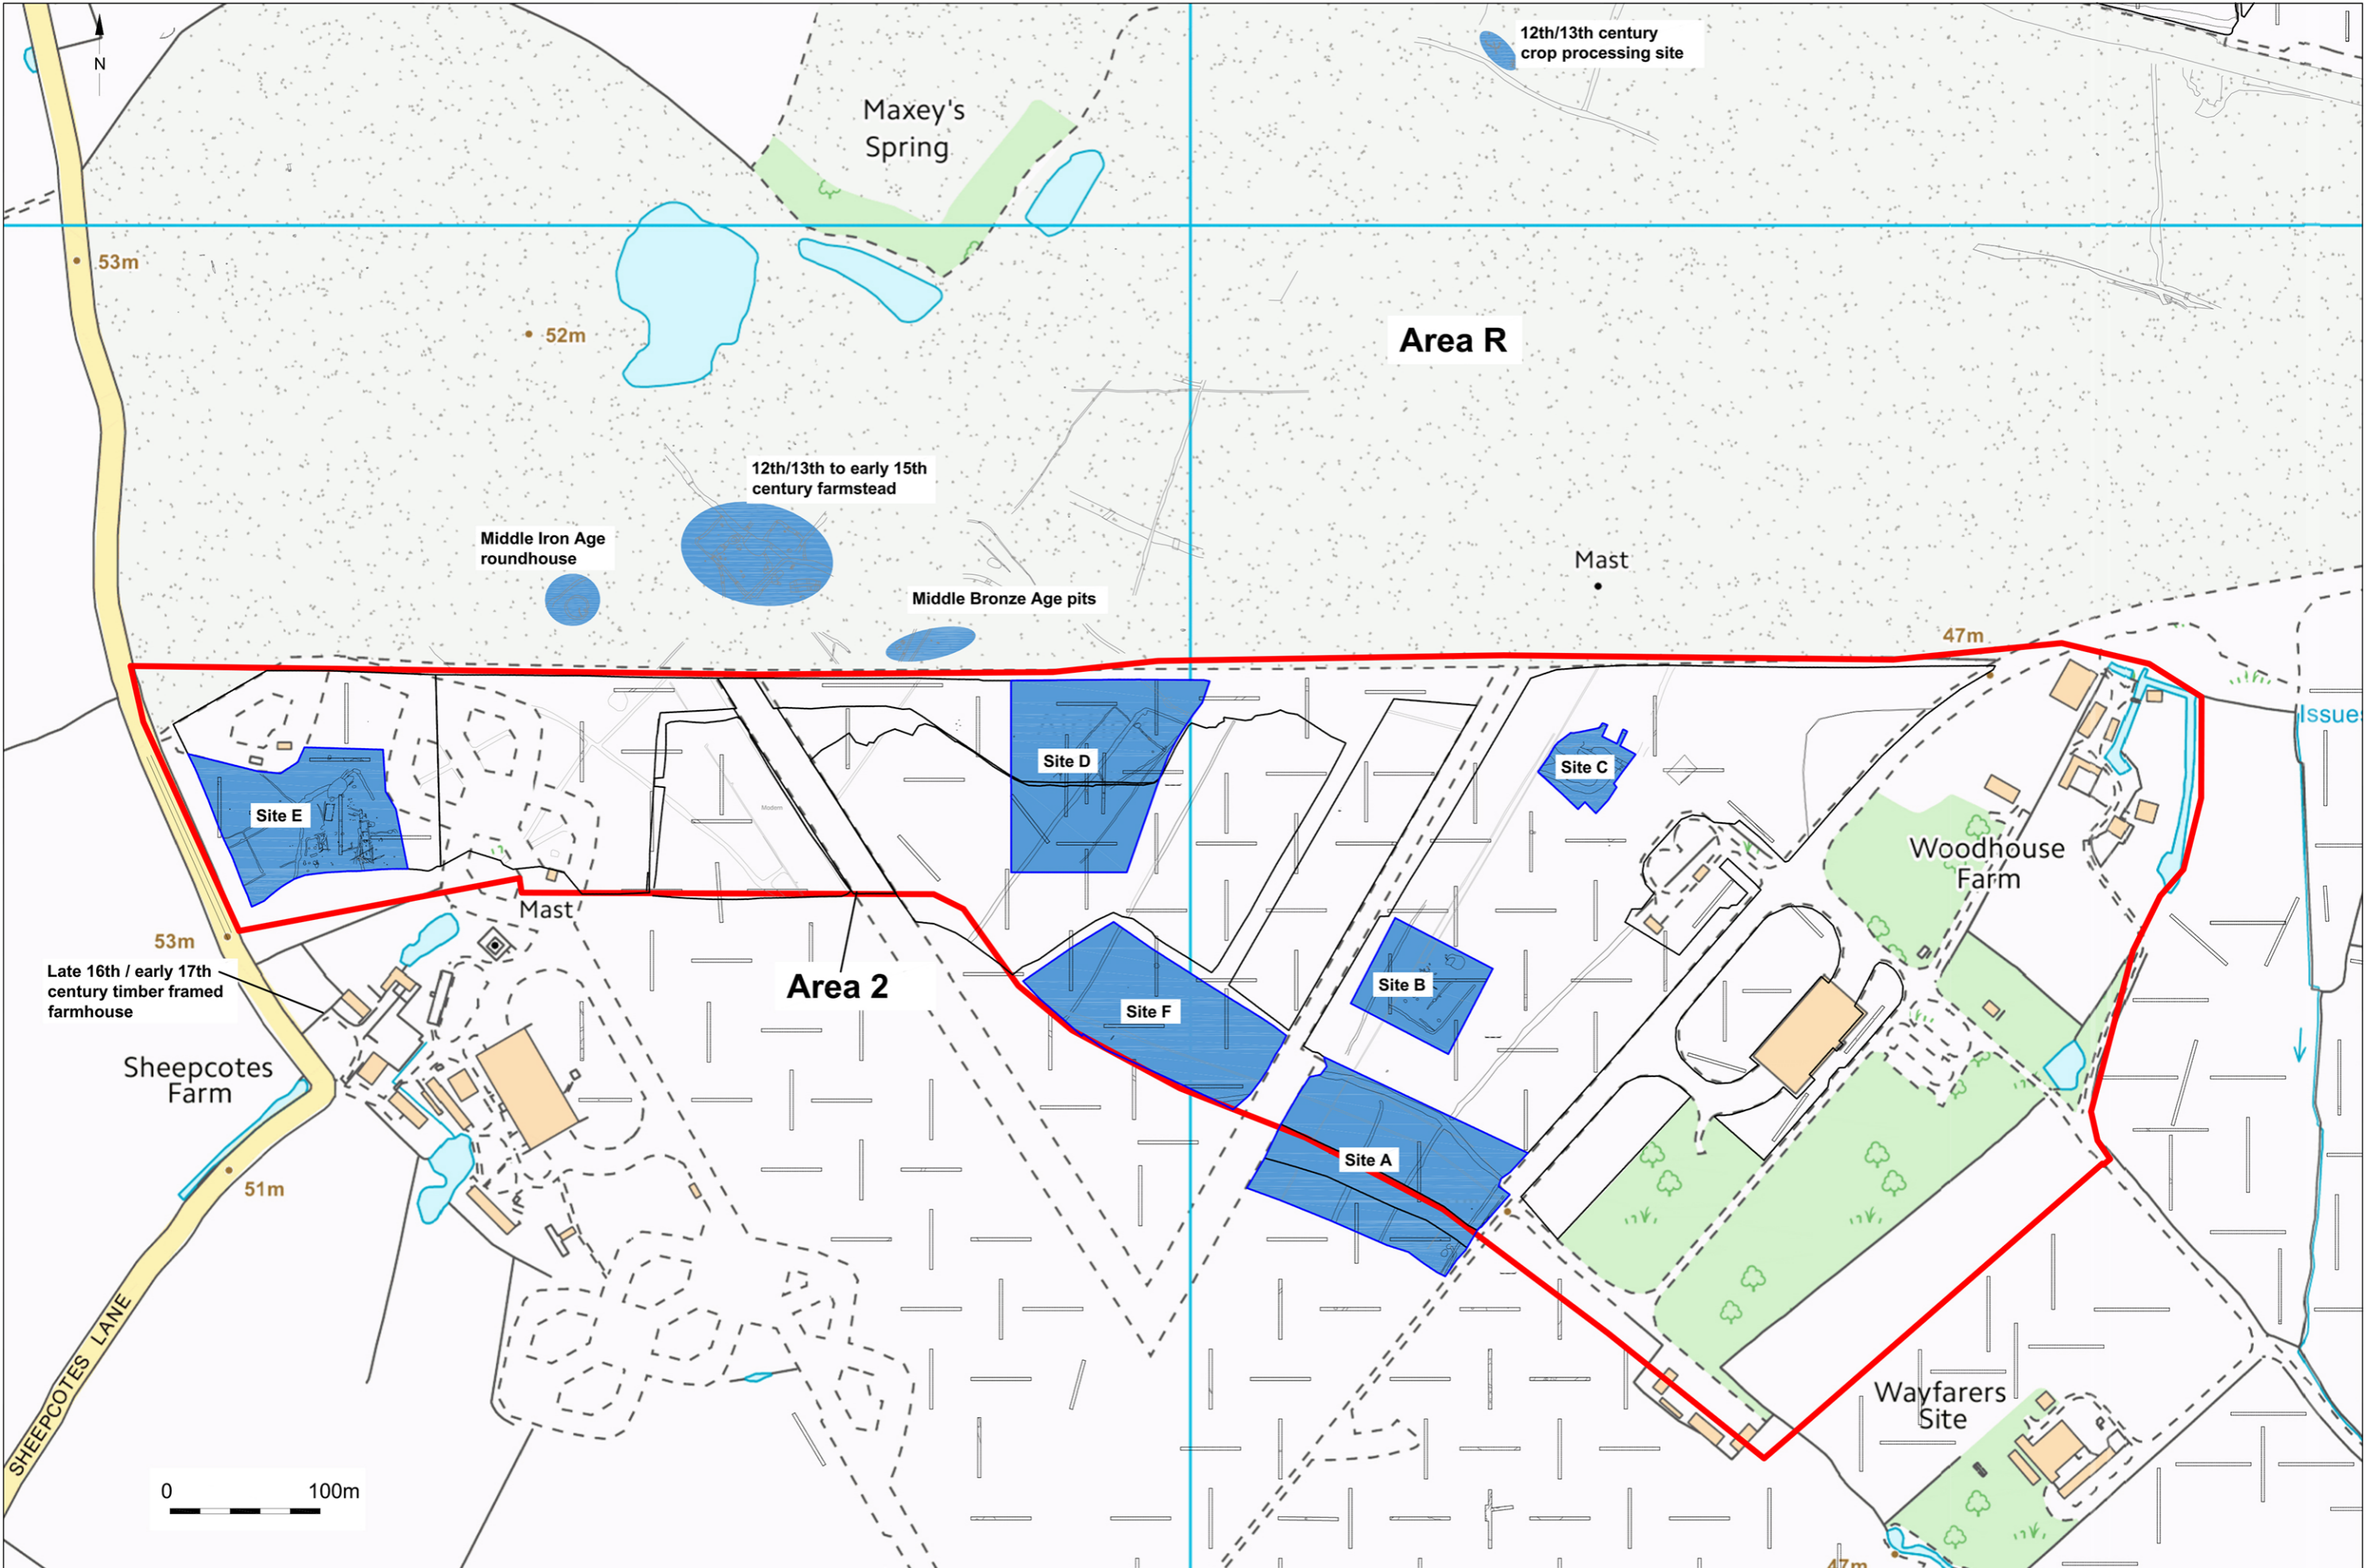 N
12th/13th century
crop processing site
Maxey's
Spring
53m
52m
Area R
12th/13th to early 15th
century farmstead
Middle Iron Age
roundhouse
Mast
Middle Bronze Age pits
47m
Issues
Site D
Site C
Site E
Modern
Woodhouse
Farm
Mast
53m
Late 16th / early 17th
century timber framed
farmhouse
Area 2
Site B
Site F
Sheepcotes
Farm
Site A
51m
SHEEPCOTES LANE
Wayfarers
Site
0 100m
47m